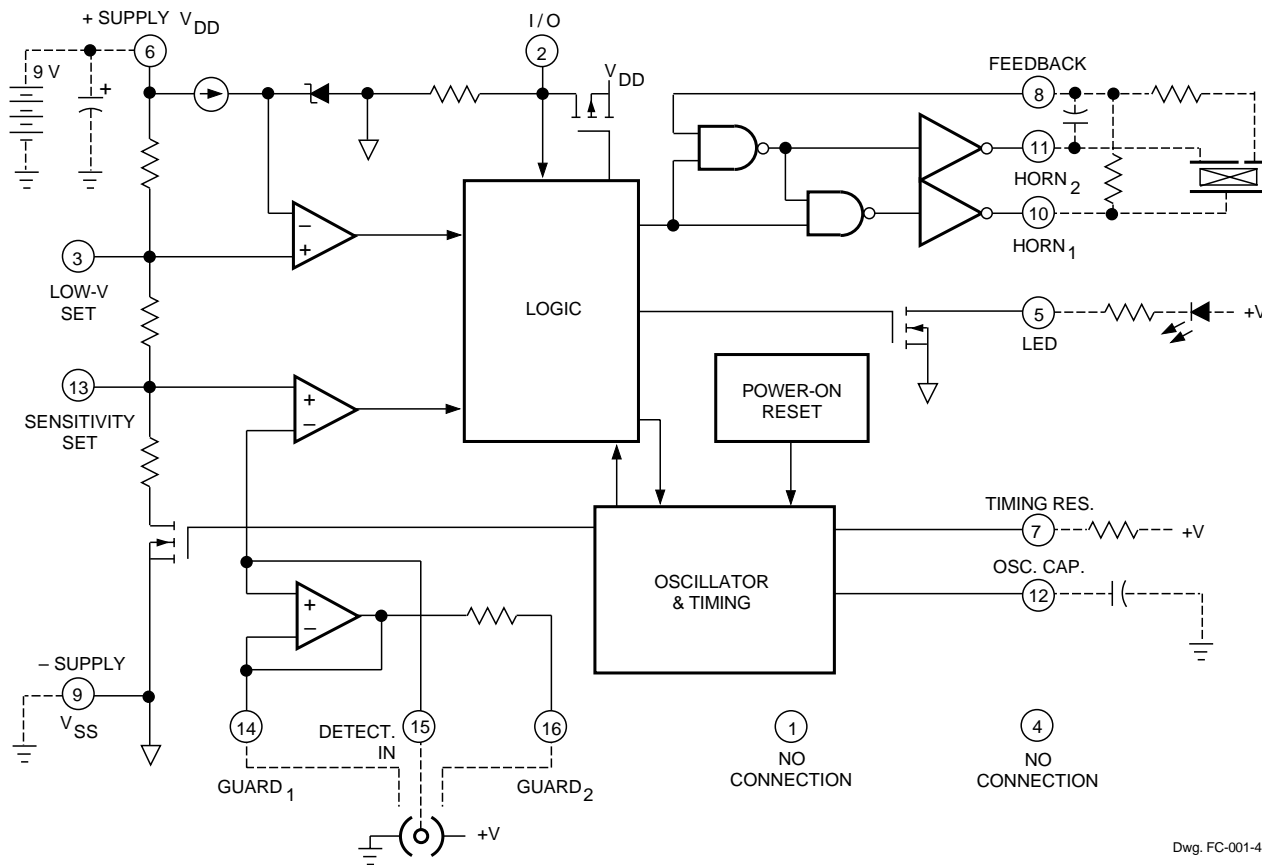 + SUPPLY V DD
6
9 V
+
I / O
2
V DD
FEEDBACK
8
11
HORN 2
10
HORN 1
−
+
3
LOW-V
SET
LOGIC
5
LED
+V
13
SENSITIVITY
SET
+
−
POWER-ON
RESET
TIMING RES.
7
+V
OSC. CAP.
12
OSCILLATOR
& TIMING
+
−
− SUPPLY
9
V SS
14
DETECT.
IN
15
16
GUARD 1
GUARD 2
+V
1
NO
CONNECTION
4
NO
CONNECTION
Dwg. FC-001-4